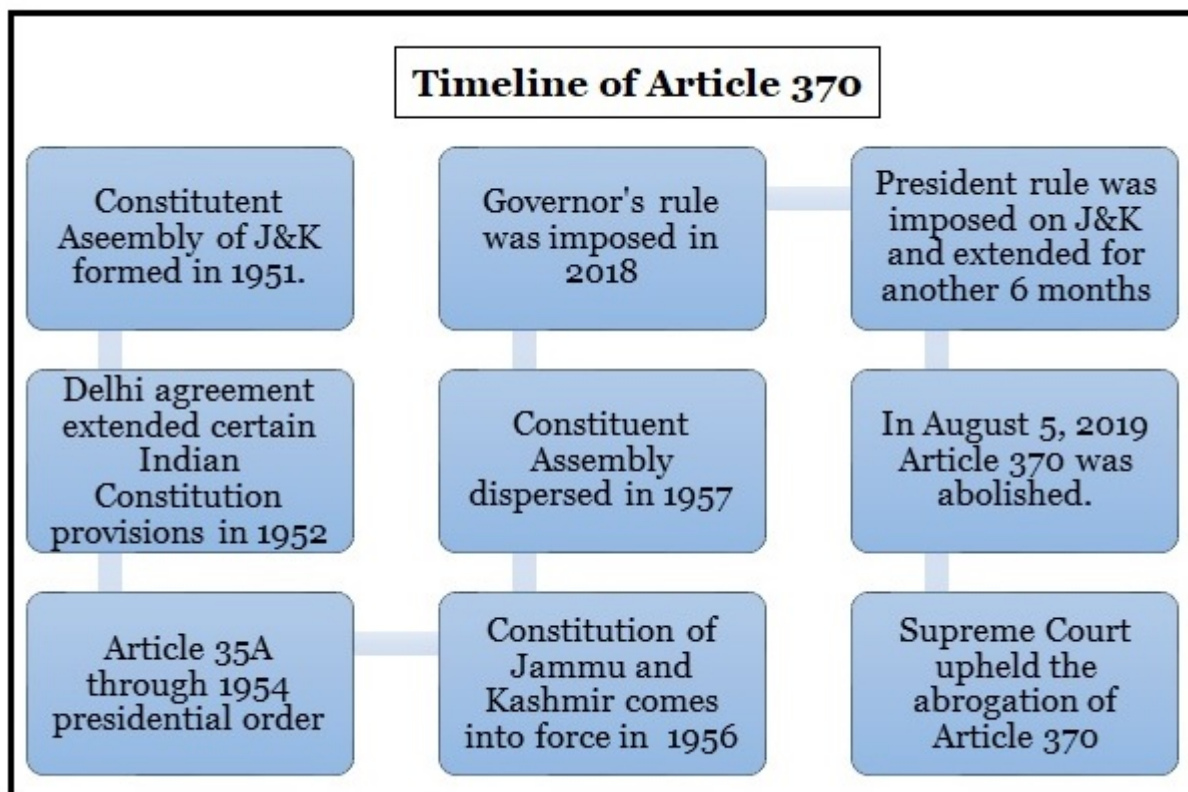 Timeline of Article 370
Constitutent
Aseembly of J&K
formed in 1951.
Delhi agreement
extended certain
Indian
Constitution
provisions in 1952
Article 35A
through 1954
presidential order
Constitution of
Jammu and
Kashmir comes
into force in 1956
Constituent
Assembly
dispersed in 1957
Governor's rule
was imposed in
2018
President rule was
imposed on J&K
and extended for
another 6 months
In August 5, 2019
Article 370 was
abolished.
Supreme Court
upheld the
abrogation of
Article 370